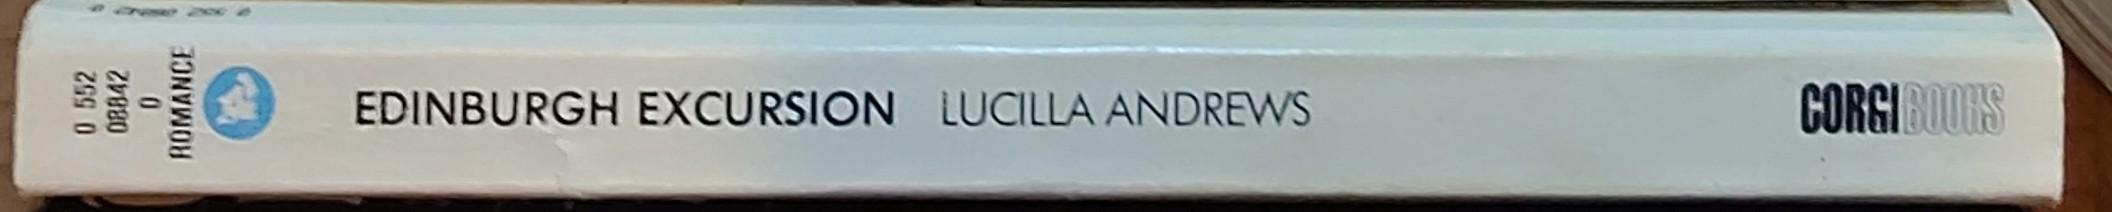 0 552
08842
0
ROMANCE
EDINBURGH EXCURSION LUCILLA ANDREWS
CORGI BOOKS